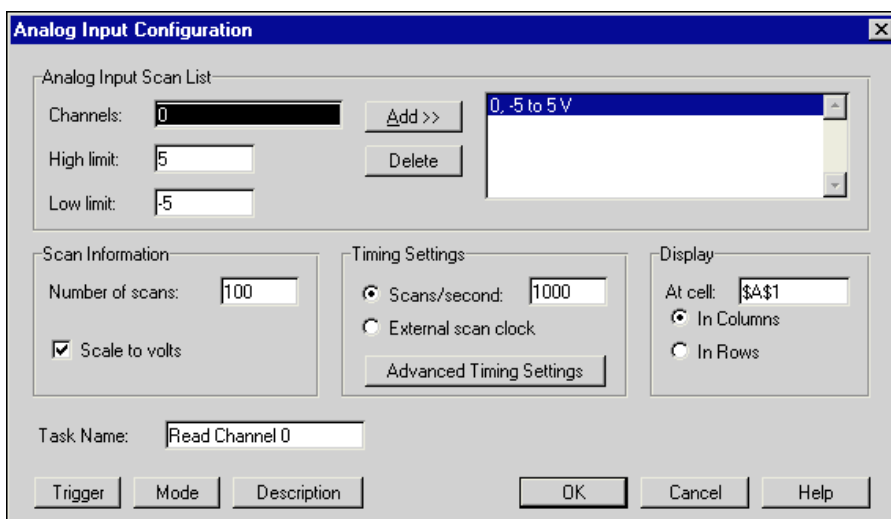 Analog Input Configuration
Analog Input Scan List
Channels: 0 Add >> 0, -5 to 5 V
High limit: 5 Delete
Low limit: -5
Scan Information Timing Settings Display
Number of scans: 100 Scans/second: 1000 At cell: $A$1
External scan clock In Columns
Scale to volts In Rows
Advanced Timing Settings
Task Name: Read Channel 0
Trigger Mode Description OK Cancel Help